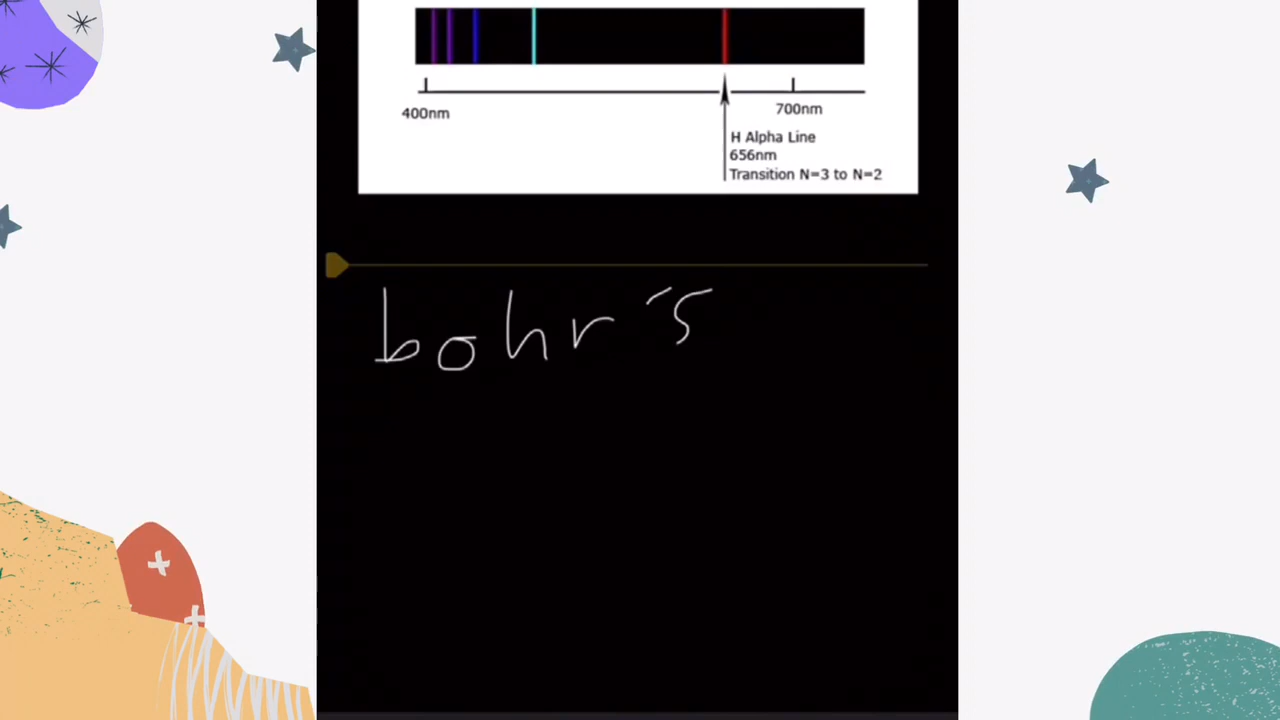 400nm
700nm
H Alpha Line
656nm
Transition N=3 to N=2
bohr's